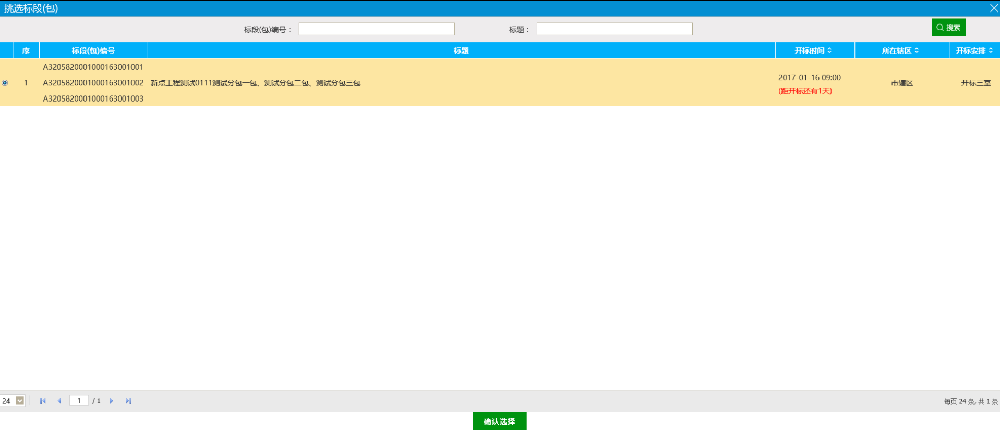 挑选标段(包)
标段(包)编号： 标题： 搜索
序 标段(包)编号 标题 开标时间 所在辖区 开标安排
A3205820001000163001001
1 A3205820001000163001002 新点工程测试0111测试分包一包、测试分包二包、测试分包三包 2017-01-16 09:00 市辖区 开标三室
(距开标还有1天)
A3205820001000163001003
24 1 / 1 每页 24 条, 共 1 条
确认选择